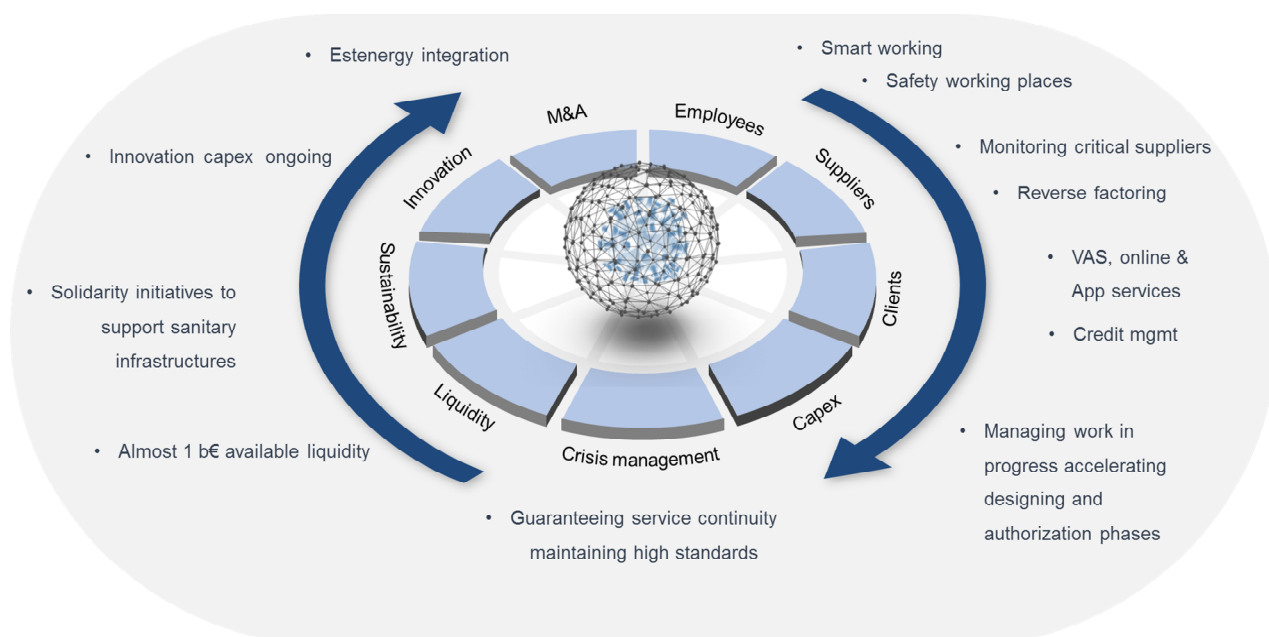 • Estenergy integration
• Smart working
• Safety working places
M&A
Employees
• Innovation capex ongoing
Innovation
Suppliers
• Monitoring critical suppliers
• Reverse factoring
Sustainability
Clients
• VAS, online &
App services
• Solidarity initiatives to
support sanitary
infrastructures
• Credit mgmt
Liquidity
Capex
Crisis management
• Almost 1 b€ available liquidity
• Managing work in
progress accelerating
designing and
authorization phases
• Guaranteeing service continuity
maintaining high standards